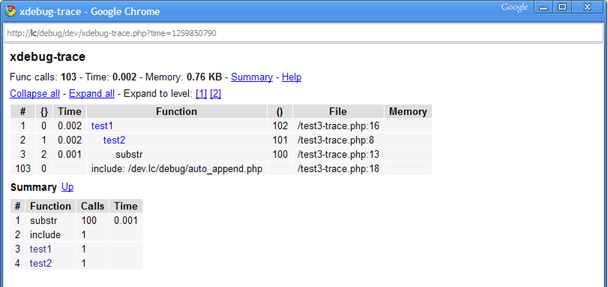 xdebug-trace - Google Chrome
Google
http://lc/debug/dev/xdebug-trace.php?time=1259850790
xdebug-trace
Func calls: 103 - Time: 0.002 - Memory: 0.76 KB - Summary - Help
Collapse all - Expand all - Expand to level: [1] [2]
# {} Time Function () File Memory
1 0 0.002 test1 102 /test3-trace.php:16
2 1 0.002 test2 101 /test3-trace.php:8
3 2 0.001 substr 100 /test3-trace.php:13
103 0 include: /dev.lc/debug/auto_append.php /test3-trace.php:18
Summary Up
# Function Calls Time
1 substr 100 0.001
2 include 1
3 test1 1
4 test2 1